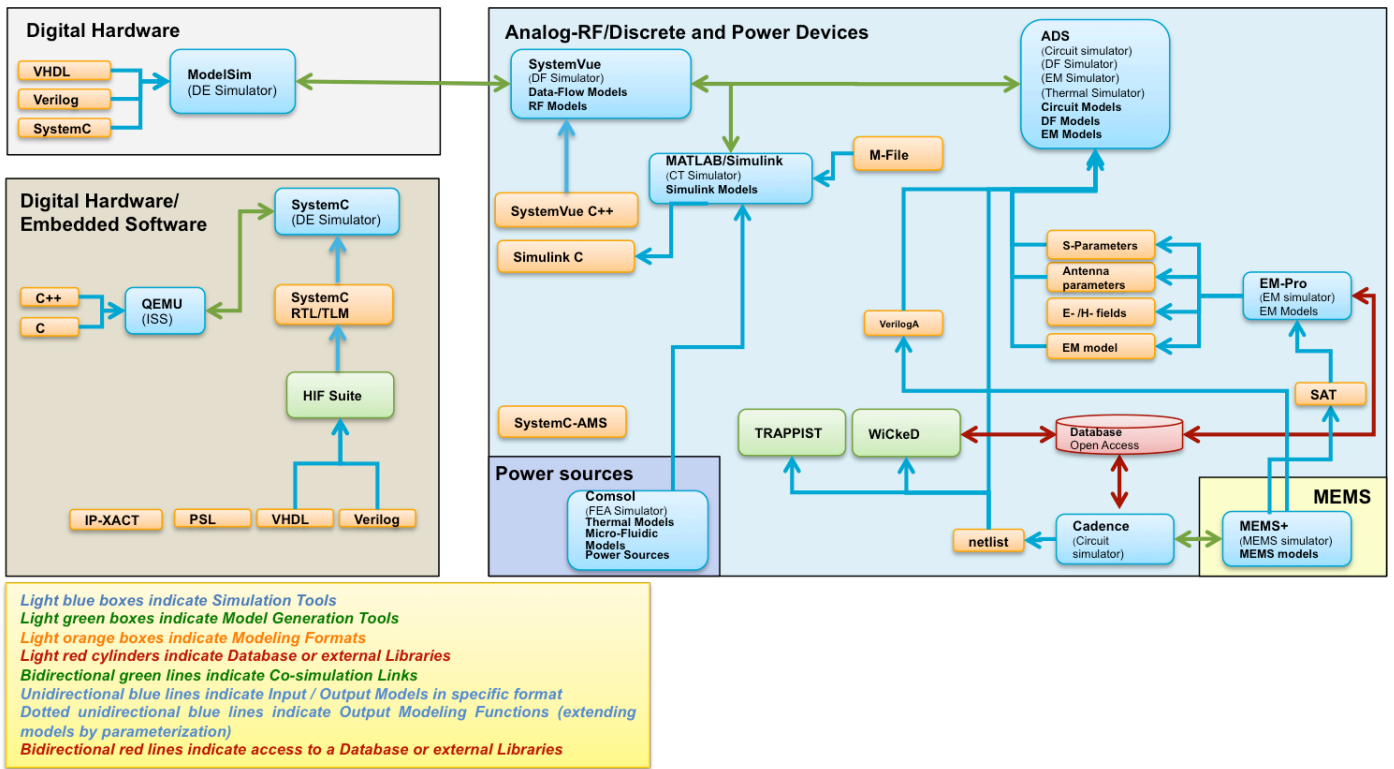 Digital Hardware
VHDL
Verilog
SystemC
ModelSim
(DE Simulator)
Digital Hardware/
Embedded Software
SystemC
(DE Simulator)
C++
C
QEMU
(ISS)
SystemC
RTL/TLM
HIF Suite
IP-XACT
PSL
VHDL
Verilog
Analog-RF/Discrete and Power Devices
SystemVue
(DF Simulator)
Data-Flow Models
RF Models
ADS
(Circuit simulator)
(DF Simulator)
(EM Simulator)
(Thermal Simulator)
Circuit Models
DF Models
EM Models
MATLAB/Simulink
(CT Simulator)
Simulink Models
M-File
SystemVue C++
Simulink C
S-Parameters
Antenna
parameters
E- /H- fields
EM model
EM-Pro
(EM simulator)
EM Models
VerilogA
SAT
SystemC-AMS
TRAPPIST
WiCkeD
Database
Open Access
Power sources
Comsol
(FEA Simulator)
Thermal Models
Micro-Fluidic
Models
Power Sources
netlist
Cadence
(Circuit
simulator)
MEMS
MEMS+
(MEMS simulator)
MEMS models
Light blue boxes indicate Simulation Tools
Light green boxes indicate Model Generation Tools
Light orange boxes indicate Modeling Formats
Light red cylinders indicate Database or external Libraries
Bidirectional green lines indicate Co-simulation Links
Unidirectional blue lines indicate Input / Output Models in specific format
Dotted unidirectional blue lines indicate Output Modeling Functions (extending
models by parameterization)
Bidirectional red lines indicate access to a Database or external Libraries